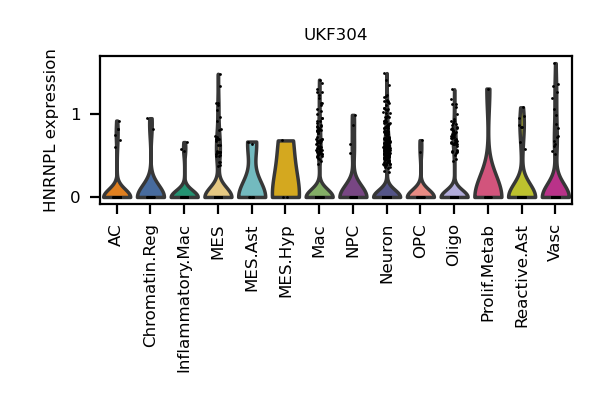 UKF304
HNRNPL expression
1
0
AC
Chromatin.Reg
Inflammatory.Mac
MES
MES.Ast
MES.Hyp
Mac
NPC
Neuron
OPC
Oligo
Prolif.Metab
Reactive.Ast
Vasc